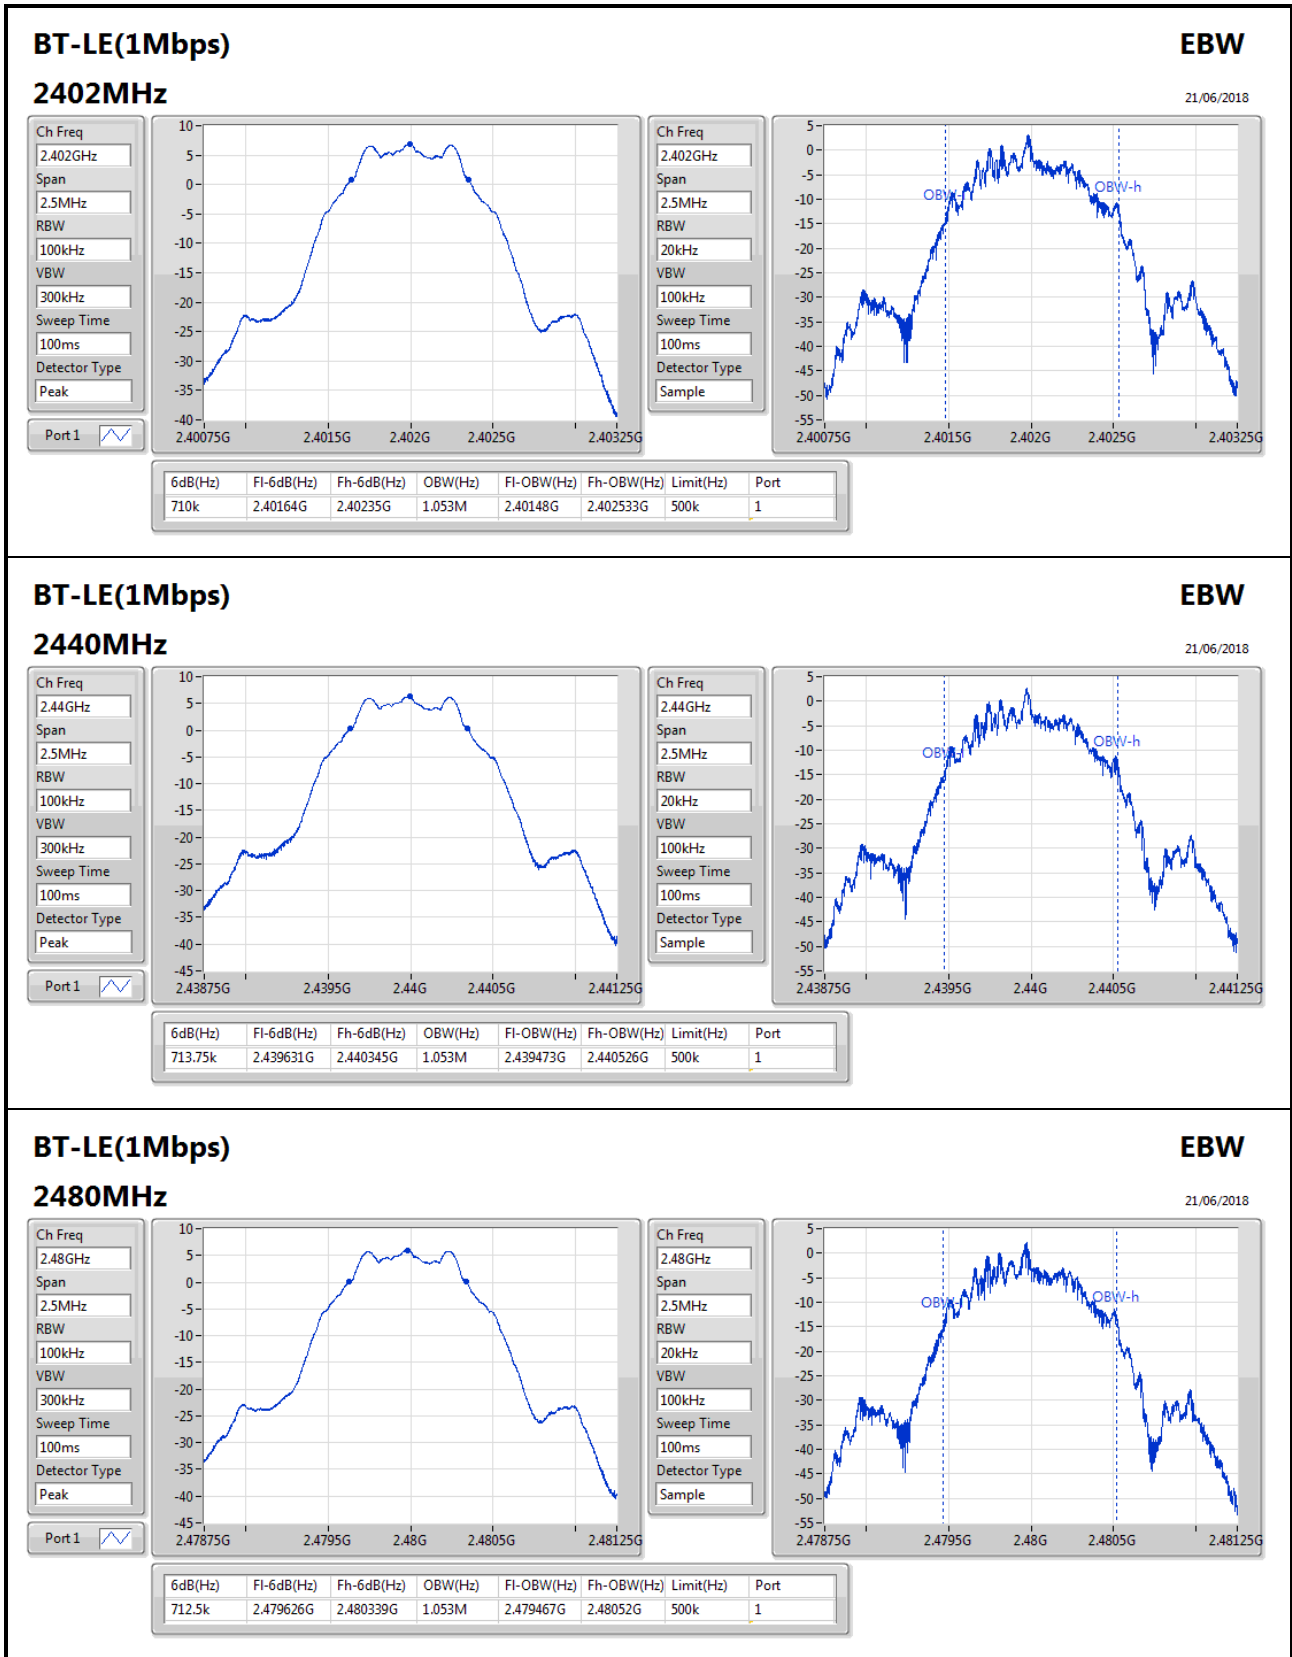 BT-LE(1Mbps) EBW
2402MHz 21/06/2018
Ch Freq
2.402GHz
Span
2.5MHz
RBW
100kHz
VBW
300kHz
Sweep Time
100ms
Detector Type
Peak
Port 1
10
5
0
-5
-10
-15
-20
-25
-30
-35
-40
2.40075G 2.4015G 2.402G 2.4025G 2.40325G
Ch Freq
2.402GHz
Span
2.5MHz
RBW
20kHz
VBW
100kHz
Sweep Time
100ms
Detector Type
Sample
5
0
-5
-10
-15
-20
-25
-30
-35
-40
-45
-50
-55
OBW-l OBW-h
2.40075G 2.4015G 2.402G 2.4025G 2.40325G
6dB(Hz) Fl-6dB(Hz) Fh-6dB(Hz) OBW(Hz) Fl-OBW(Hz) Fh-OBW(Hz) Limit(Hz) Port
710k 2.40164G 2.40235G 1.053M 2.40148G 2.402533G 500k 1
BT-LE(1Mbps) EBW
2440MHz 21/06/2018
Ch Freq
2.44GHz
Span
2.5MHz
RBW
100kHz
VBW
300kHz
Sweep Time
100ms
Detector Type
Peak
Port 1
10
5
0
-5
-10
-15
-20
-25
-30
-35
-40
-45
2.43875G 2.4395G 2.44G 2.4405G 2.44125G
Ch Freq
2.44GHz
Span
2.5MHz
RBW
20kHz
VBW
100kHz
Sweep Time
100ms
Detector Type
Sample
5
0
-5
-10
-15
-20
-25
-30
-35
-40
-45
-50
-55
OBW-l OBW-h
2.43875G 2.4395G 2.44G 2.4405G 2.44125G
6dB(Hz) Fl-6dB(Hz) Fh-6dB(Hz) OBW(Hz) Fl-OBW(Hz) Fh-OBW(Hz) Limit(Hz) Port
713.75k 2.439631G 2.440345G 1.053M 2.439473G 2.440526G 500k 1
BT-LE(1Mbps) EBW
2480MHz 21/06/2018
Ch Freq
2.48GHz
Span
2.5MHz
RBW
100kHz
VBW
300kHz
Sweep Time
100ms
Detector Type
Peak
Port 1
10
5
0
-5
-10
-15
-20
-25
-30
-35
-40
-45
2.47875G 2.4795G 2.48G 2.4805G 2.48125G
Ch Freq
2.48GHz
Span
2.5MHz
RBW
20kHz
VBW
100kHz
Sweep Time
100ms
Detector Type
Sample
5
0
-5
-10
-15
-20
-25
-30
-35
-40
-45
-50
-55
OBW-l OBW-h
2.47875G 2.4795G 2.48G 2.4805G 2.48125G
6dB(Hz) Fl-6dB(Hz) Fh-6dB(Hz) OBW(Hz) Fl-OBW(Hz) Fh-OBW(Hz) Limit(Hz) Port
712.5k 2.479626G 2.480339G 1.053M 2.479467G 2.48052G 500k 1